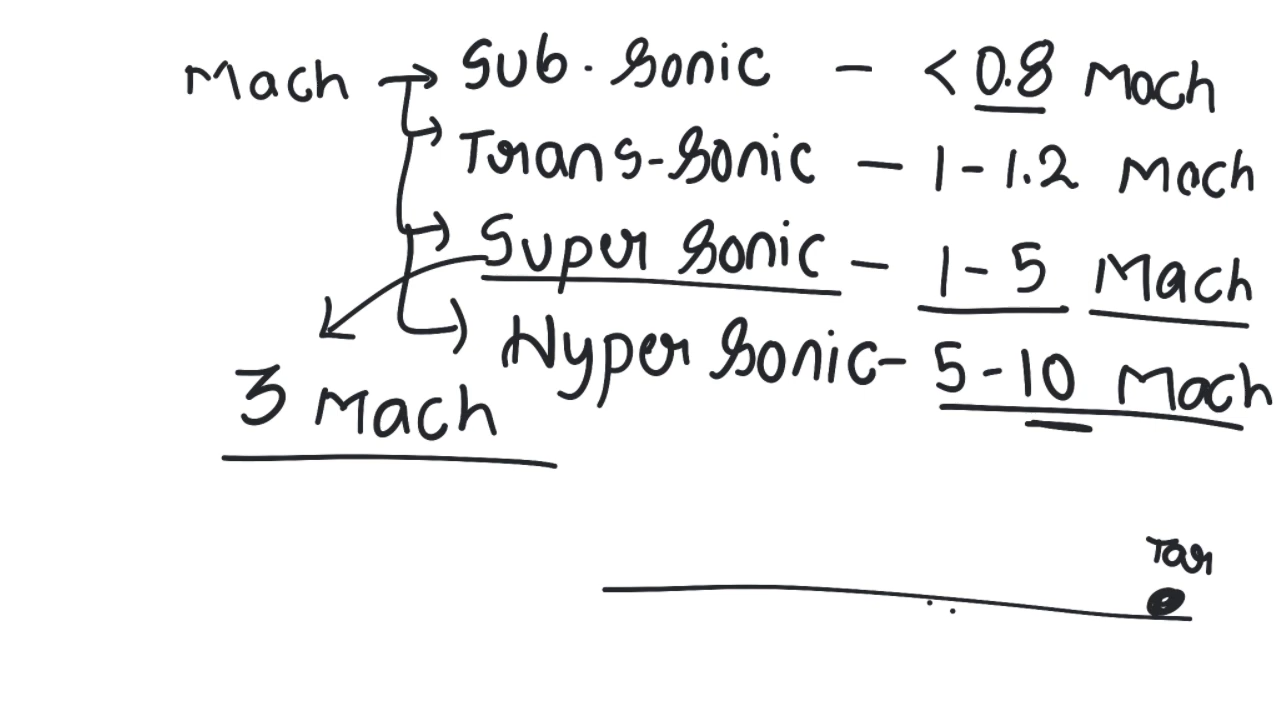 Mach → Sub.Sonic - <0.8 Mach
→ Trans-Sonic - 1-1.2 Mach
→ Super Sonic - 1-5 Mach
→ Hyper Sonic- 5-10 Mach
3 Mach
Tar